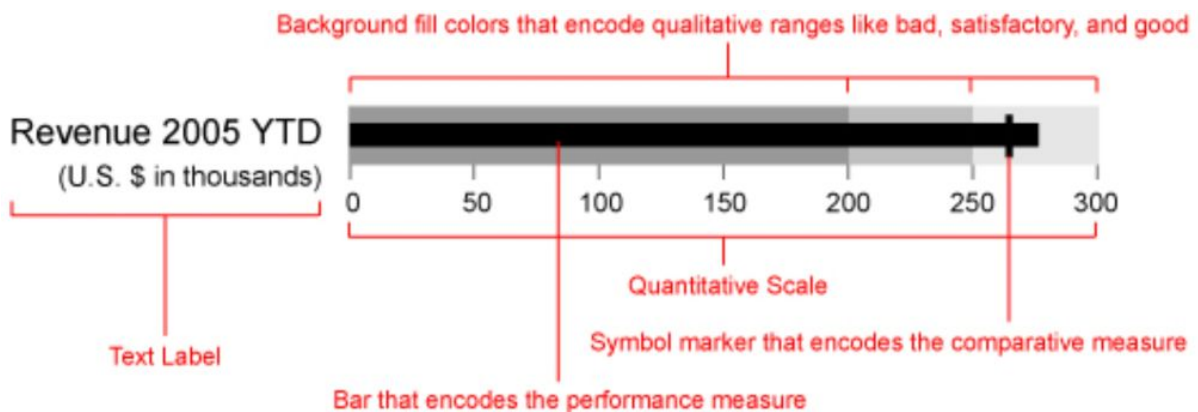 Background fill colors that encode qualitative ranges like bad, satisfactory, and good
Revenue 2005 YTD
(U.S. $ in thousands)
0 50 100 150 200 250 300
Quantitative Scale
Symbol marker that encodes the comparative measure
Text Label
Bar that encodes the performance measure